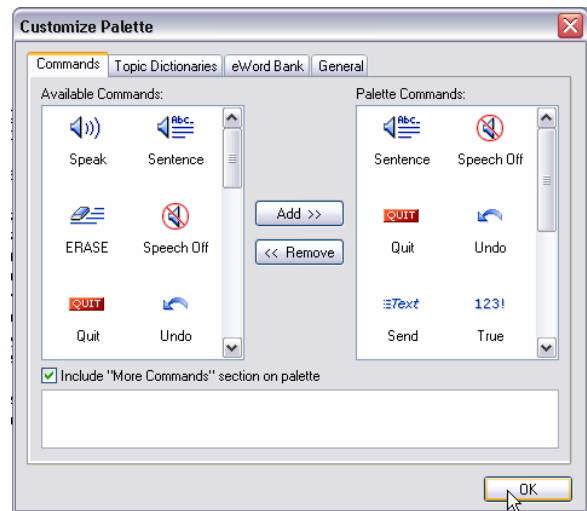 Customize Palette
Commands Topic Dictionaries eWord Bank General
Available Commands: Palette Commands:
Abc Abc
Speak Sentence Sentence Speech Off
Add >>
QUIT
ERASE Speech Off << Remove Quit Undo
QUIT Text 123!
Quit Undo Send True
Include "More Commands" section on palette
OK